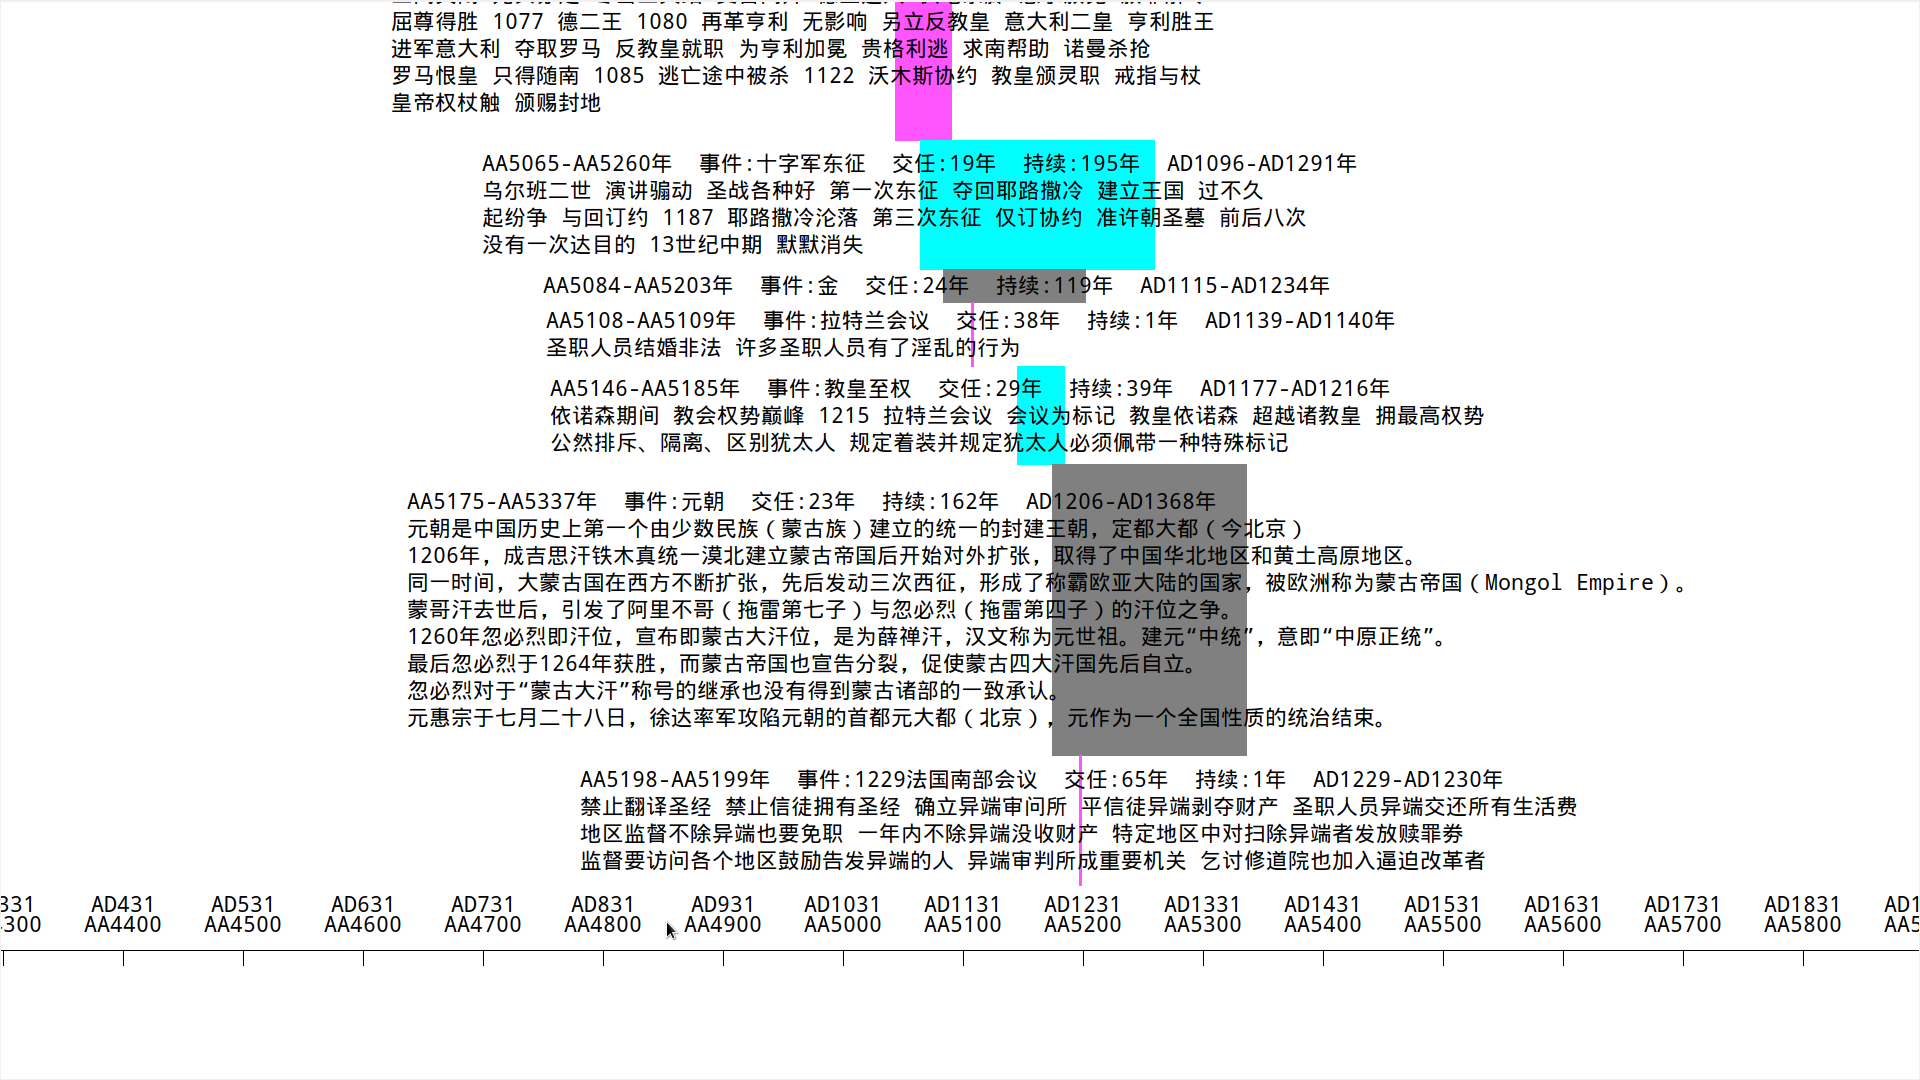 屈尊得胜 1077 德二王 1080 再革亨利 无影响 另立反教皇 意大利二皇 亨利胜王
进军意大利 夺取罗马 反教皇就职 为亨利加冕 贵格利逃 求南帮助 诺曼杀抢
罗马恨皇 只得随南 1085 逃亡途中被杀 1122 沃木斯协约 教皇颁灵职 戒指与杖
皇帝权杖触 颁赐封地
AA5065-AA5260年 事件:十字军东征 交任:19年 持续:195年 AD1096-AD1291年
乌尔班二世 演讲骟动 圣战各种好 第一次东征 夺回耶路撒冷 建立王国 过不久
起纷争 与回订约 1187 耶路撒冷沦落 第三次东征 仅订协约 准许朝圣墓 前后八次
没有一次达目的 13世纪中期 默默消失
AA5084-AA5203年 事件:金 交任:24年 持续:119年 AD1115-AD1234年
AA5108-AA5109年 事件:拉特兰会议 交任:38年 持续:1年 AD1139-AD1140年
圣职人员结婚非法 许多圣职人员有了淫乱的行为
AA5146-AA5185年 事件:教皇至权 交任:29年 持续:39年 AD1177-AD1216年
依诺森期间 教会权势巅峰 1215 拉特兰会议 会议为标记 教皇依诺森 超越诸教皇 拥最高权势
公然排斥、隔离、区别犹太人 规定着装并规定犹太人必须佩带一种特殊标记
AA5175-AA5337年 事件:元朝 交任:23年 持续:162年 AD1206-AD1368年
元朝是中国历史上第一个由少数民族（蒙古族）建立的统一的封建王朝，定都大都（今北京）
1206年，成吉思汗铁木真统一漠北建立蒙古帝国后开始对外扩张，取得了中国华北地区和黄土高原地区。
同一时间，大蒙古国在西方不断扩张，先后发动三次西征，形成了称霸欧亚大陆的国家，被欧洲称为蒙古帝国（Mongol Empire）。
蒙哥汗去世后，引发了阿里不哥（拖雷第七子）与忽必烈（拖雷第四子）的汗位之争。
1260年忽必烈即汗位，宣布即蒙古大汗位，是为薛禅汗，汉文称为元世祖。建元“中统”，意即“中原正统”。
最后忽必烈于1264年获胜，而蒙古帝国也宣告分裂，促使蒙古四大汗国先后自立。
忽必烈对于“蒙古大汗”称号的继承也没有得到蒙古诸部的一致承认。
元惠宗于七月二十八日，徐达率军攻陷元朝的首都元大都（北京），元作为一个全国性质的统治结束。
AA5198-AA5199年 事件:1229法国南部会议 交任:65年 持续:1年 AD1229-AD1230年
禁止翻译圣经 禁止信徒拥有圣经 确立异端审问所 平信徒异端剥夺财产 圣职人员异端交还所有生活费
地区监督不除异端也要免职 一年内不除异端没收财产 特定地区中对扫除异端者发放赎罪券
监督要访问各个地区鼓励告发异端的人 异端审判所成重要机关 乞讨修道院也加入逼迫改革者
331 AD431 AD531 AD631 AD731 AD831 AD931 AD1031 AD1131 AD1231 AD1331 AD1431 AD1531 AD1631 AD1731 AD1831 AD1
300 AA4400 AA4500 AA4600 AA4700 AA4800 AA4900 AA5000 AA5100 AA5200 AA5300 AA5400 AA5500 AA5600 AA5700 AA5800 AA5